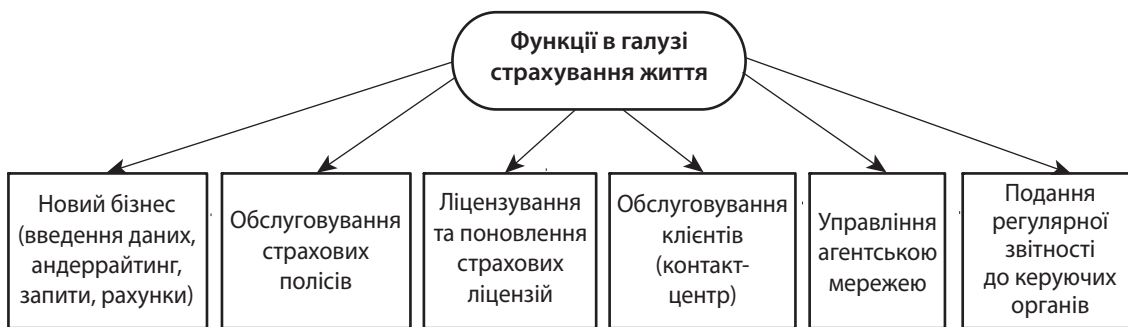 Функції в галузі
страхування життя
Новий бізнес
(введення даних,
андеррайтинг,
запити, рахунки)
Обслуговування
страхових
полісів
Ліцензування
та поновлення
страхових
ліцензій
Обслуговування
клієнтів
(контакт-
центр)
Управління
агентською
мережею
Подання
регулярної
звітності
до керуючих
органів